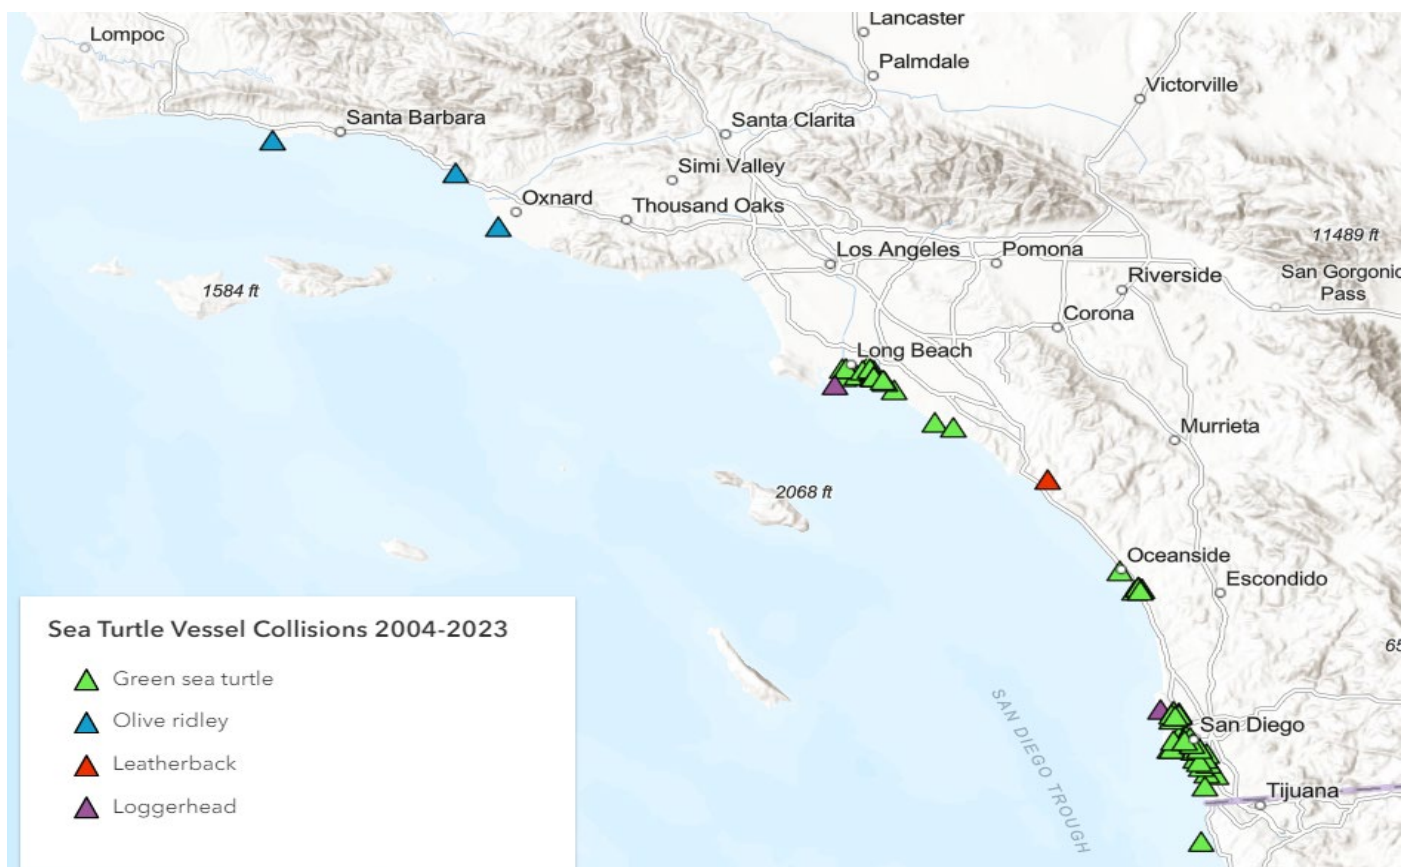 Lancaster
Lompoc
Palmdale
Victorville
Santa Barbara
Santa Clarita
Simi Valley
Oxnard
Thousand Oaks
11489 ft
Los Angeles
Pomona
Riverside
San Gorgonio
Pass
1584 ft
Corona
Long Beach
Murrieta
2068 ft
Oceanside
Escondido
Sea Turtle Vessel Collisions 2004-2023
Green sea turtle
Olive ridley
Leatherback
Loggerhead
65
SAN DIEGO TROUGH
San Diego
Tijuana